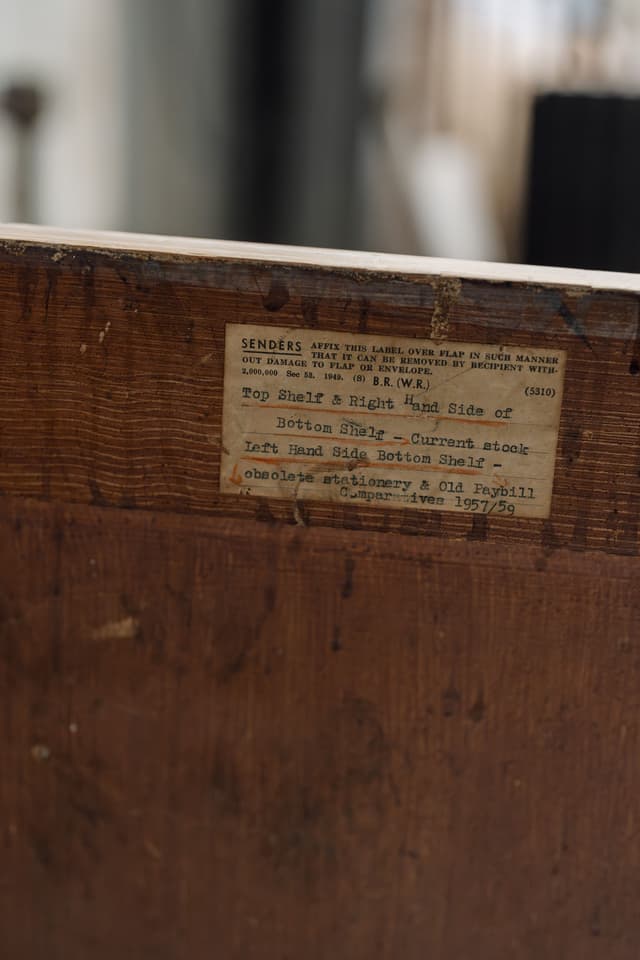 SENDERS AFFIX THIS LABEL OVER FLAP IN SUCH MANNER
THAT IT CAN BE REMOVED BY RECIPIENT WITH-
OUT DAMAGE TO FLAP OR ENVELOPE.
2,000,000 Sec 53. 1949. (S) B.R. (W.R.) (5310)
Top Shelf & Right Hand Side of
Bottom Shelf - Current stock
Left Hand Side Bottom Shelf -
obsolete stationery & Old Paybill
Comparatives 1957/59